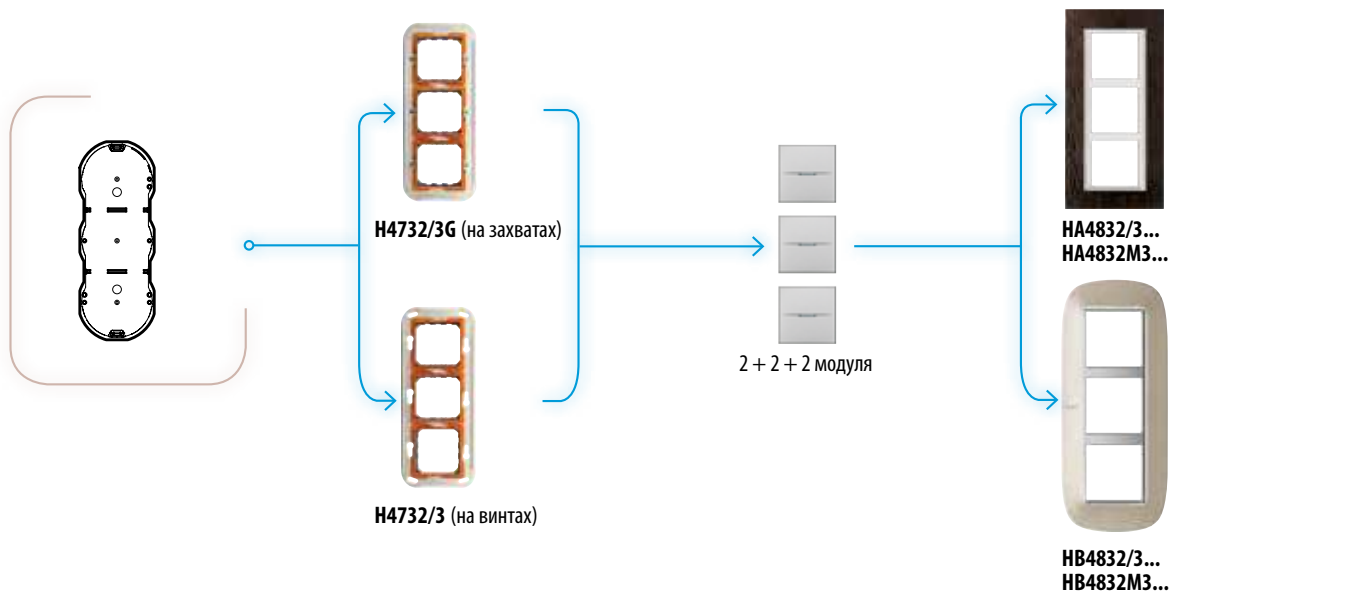 H4732/3G (на захватах)
H4732/3 (на винтах)
2 + 2 + 2 модуля
HA4832/3...
HA4832M3...
HB4832/3...
HB4832M3...